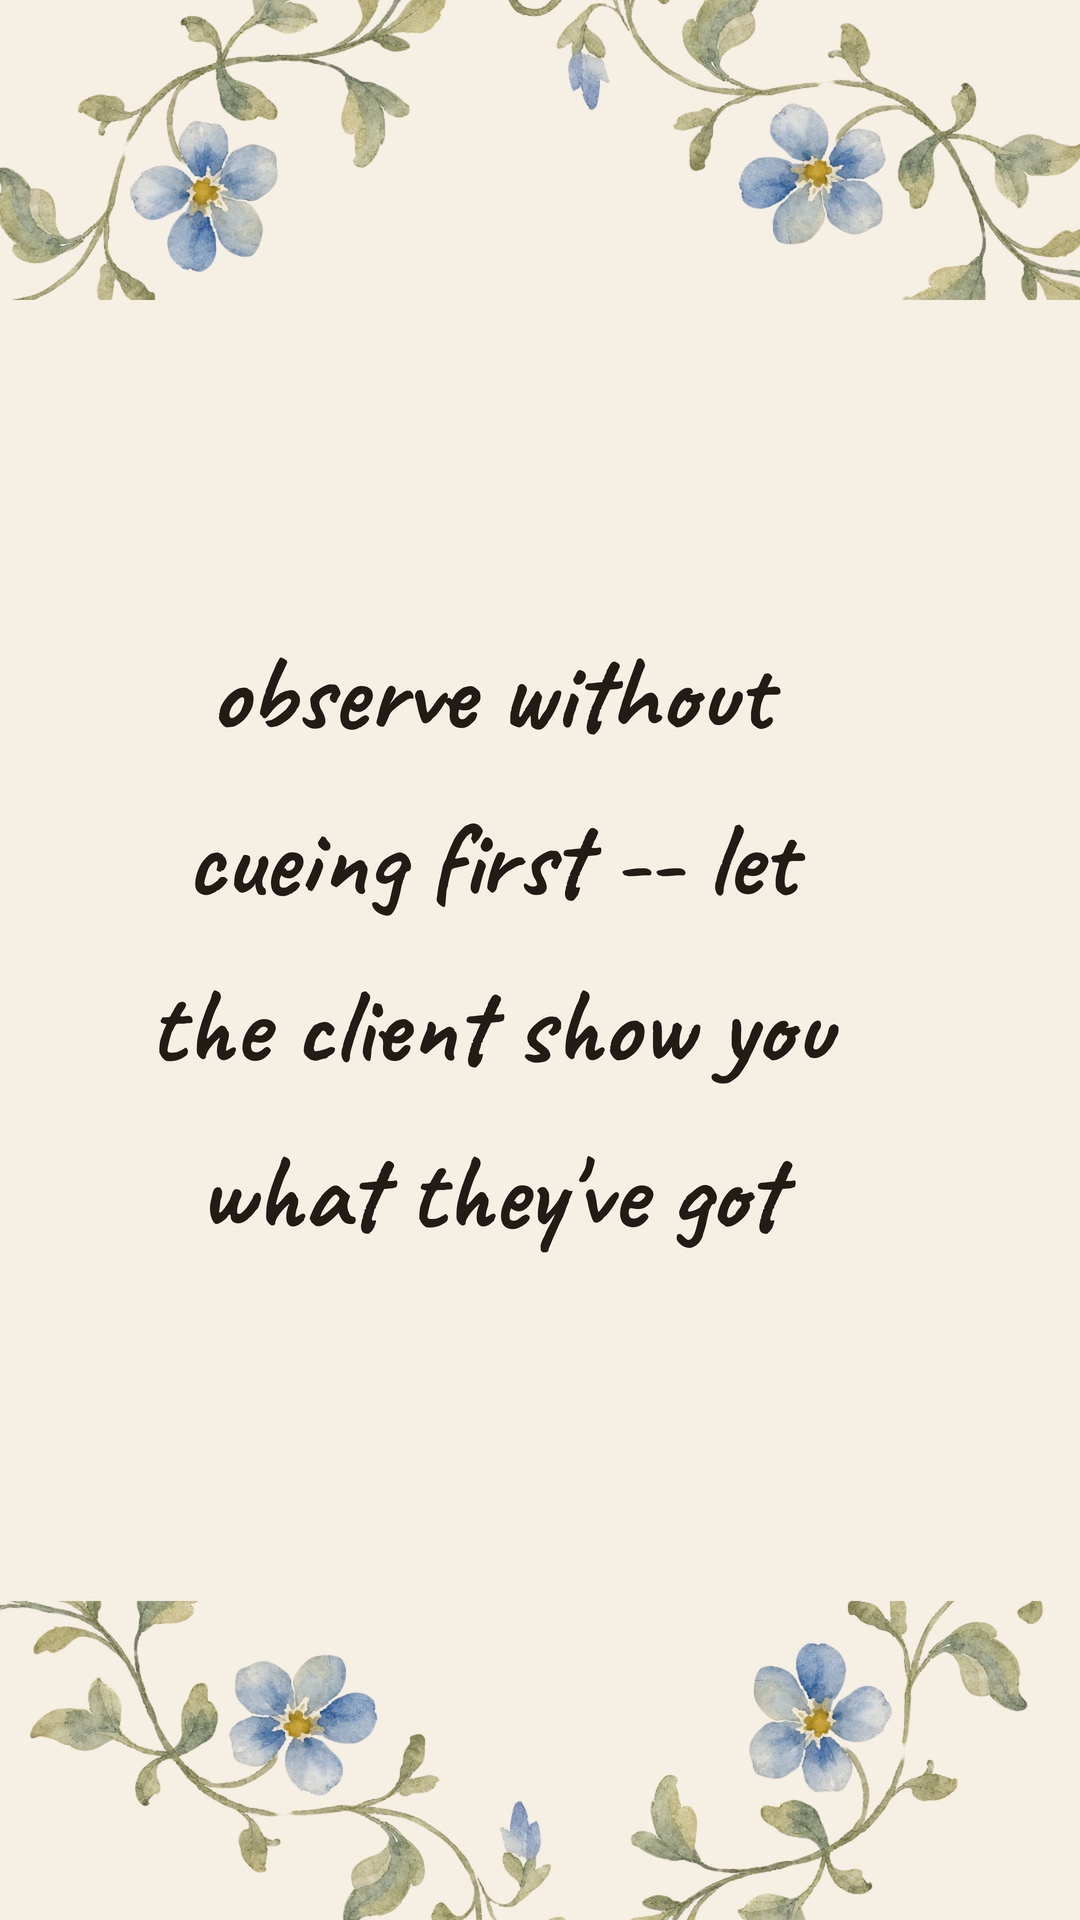 observe without
cueing first -- let
the client show you
what they've got